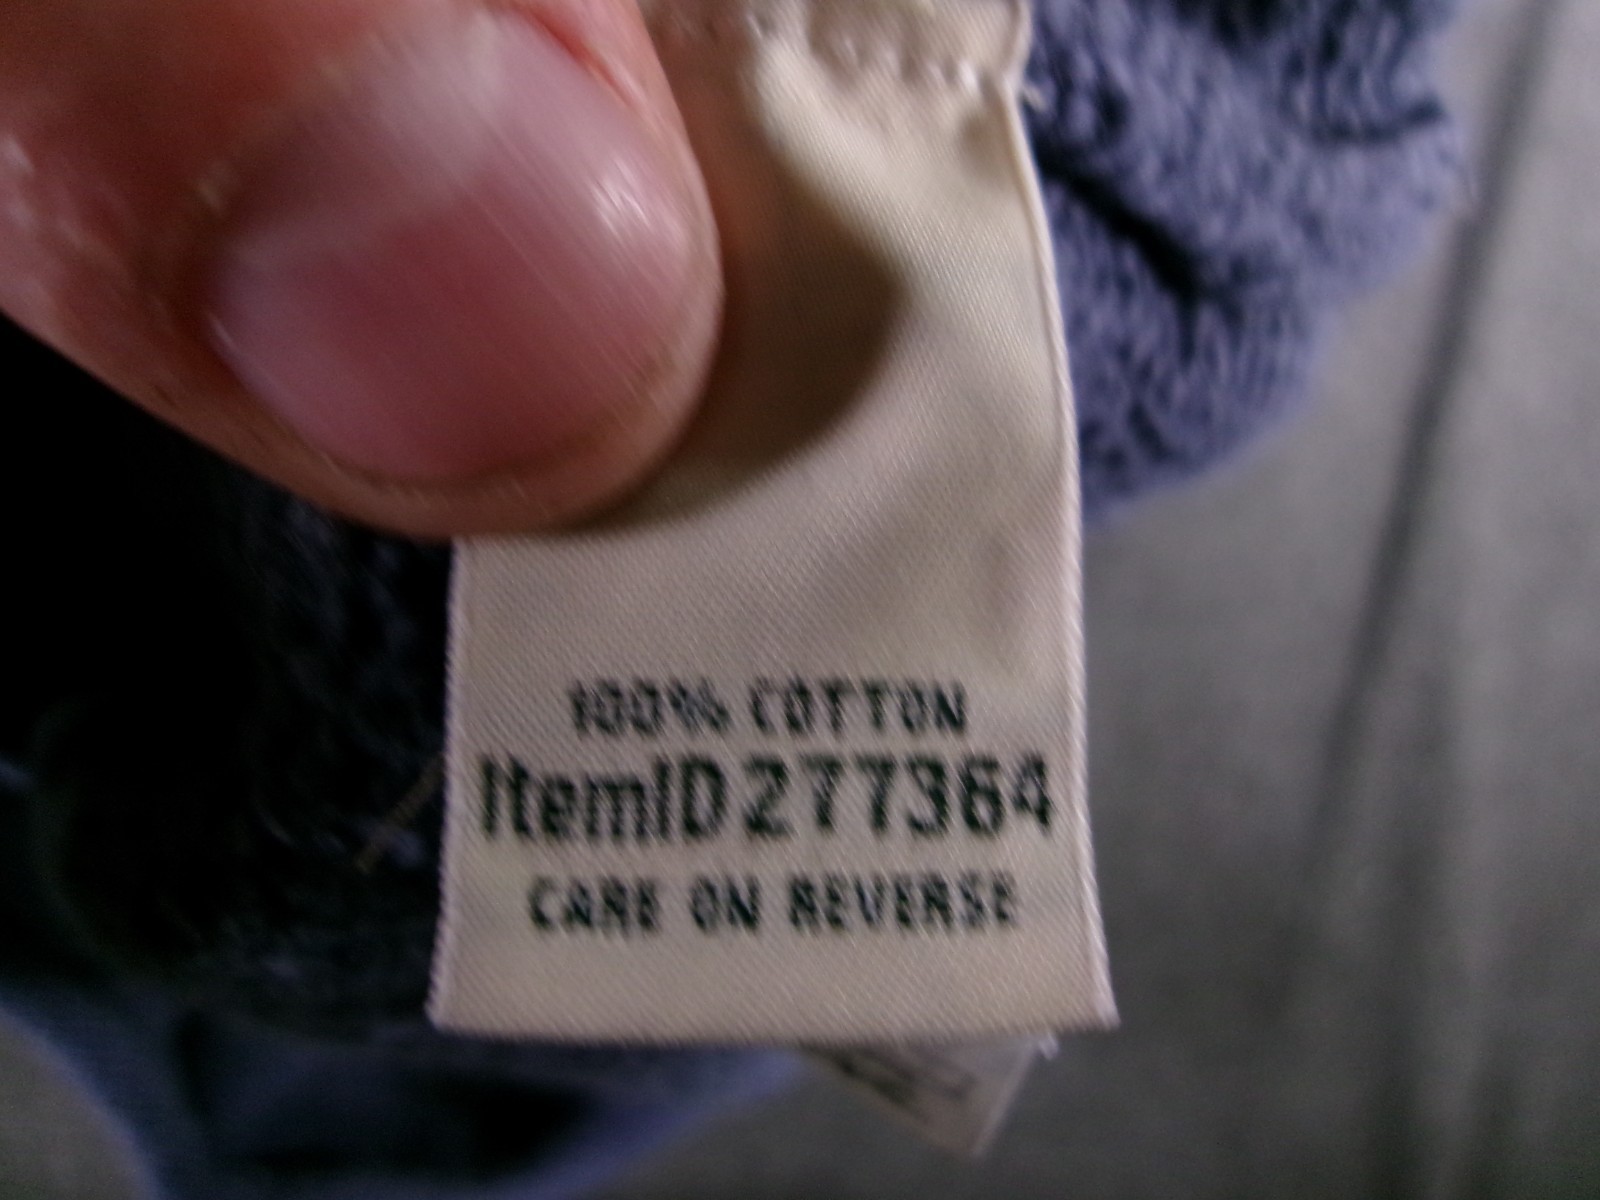 100% COTTON
ItemID 277364
CARE ON REVERSE